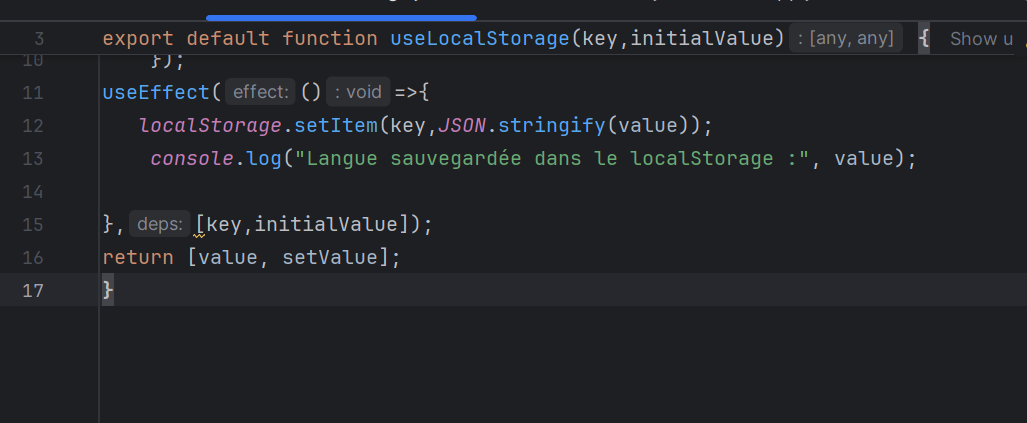 3 export default function useLocalStorage(key,initialValue) : [any, any] { Show u
10 });
11 useEffect( effect: () : void =>{
12 localStorage.setItem(key,JSON.stringify(value));
13 console.log("Langue sauvegardée dans le localStorage :", value);
14
15 }, deps: [key,initialValue]);
16 return [value, setValue];
17 }